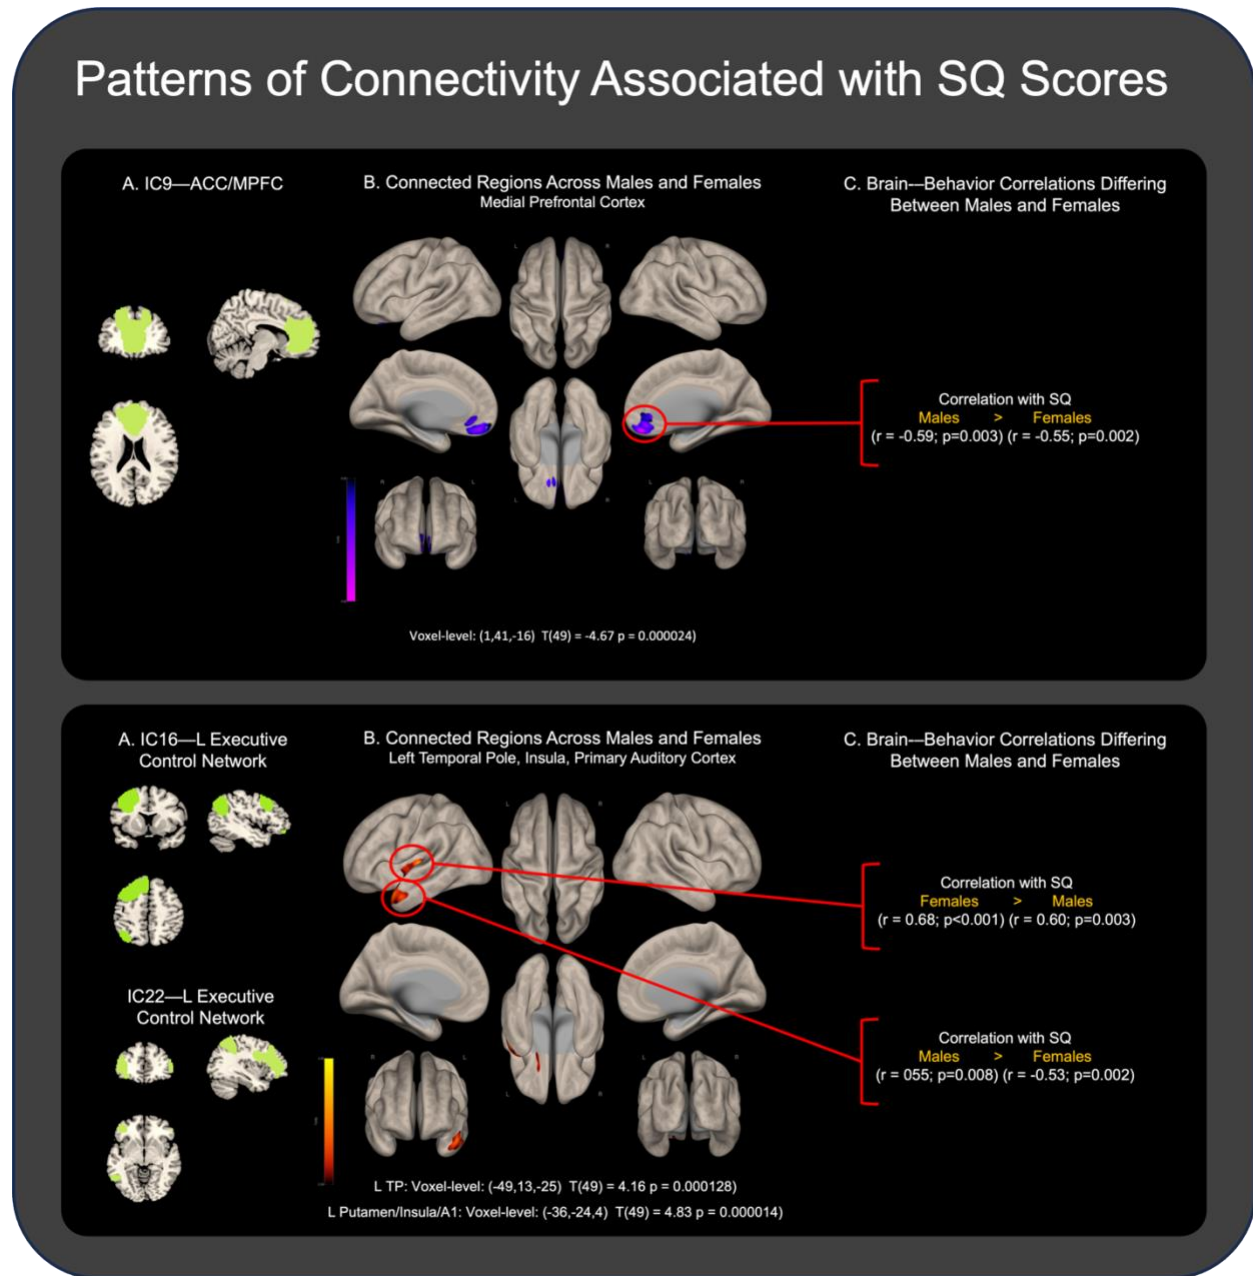 Patterns of Connectivity Associated with SQ Scores
A. IC9—ACC/MPFC
B. Connected Regions Across Males and Females
Medial Prefrontal Cortex
C. Brain-–Behavior Correlations Differing
Between Males and Females
L
R
Correlation with SQ
Males > Females
(r = -0.59; p=0.003) (r = -0.55; p=0.002)
R
L
L
R
L
R
Voxel-level: (1,41,-16) T(49) = -4.67 p = 0.000024)
A. IC16—L Executive
Control Network
B. Connected Regions Across Males and Females
Left Temporal Pole, Insula, Primary Auditory Cortex
C. Brain-–Behavior Correlations Differing
Between Males and Females
L
R
Correlation with SQ
Females > Males
(r = 0.68; p<0.001) (r = 0.60; p=0.003)
IC22—L Executive
Control Network
Correlation with SQ
Males > Females
(r = 055; p=0.008) (r = -0.53; p=0.002)
R
L
L
R
L
R
L TP: Voxel-level: (-49,13,-25) T(49) = 4.16 p = 0.000128)
L Putamen/Insula/A1: Voxel-level: (-36,-24,4) T(49) = 4.83 p = 0.000014)